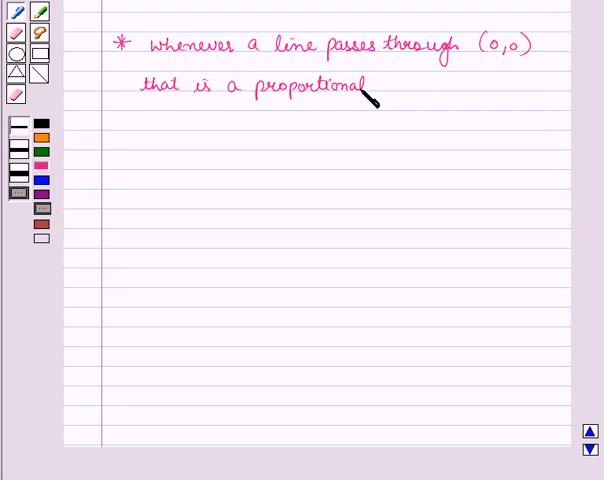 * whenever a line passes through (0,0)
that is a proportional